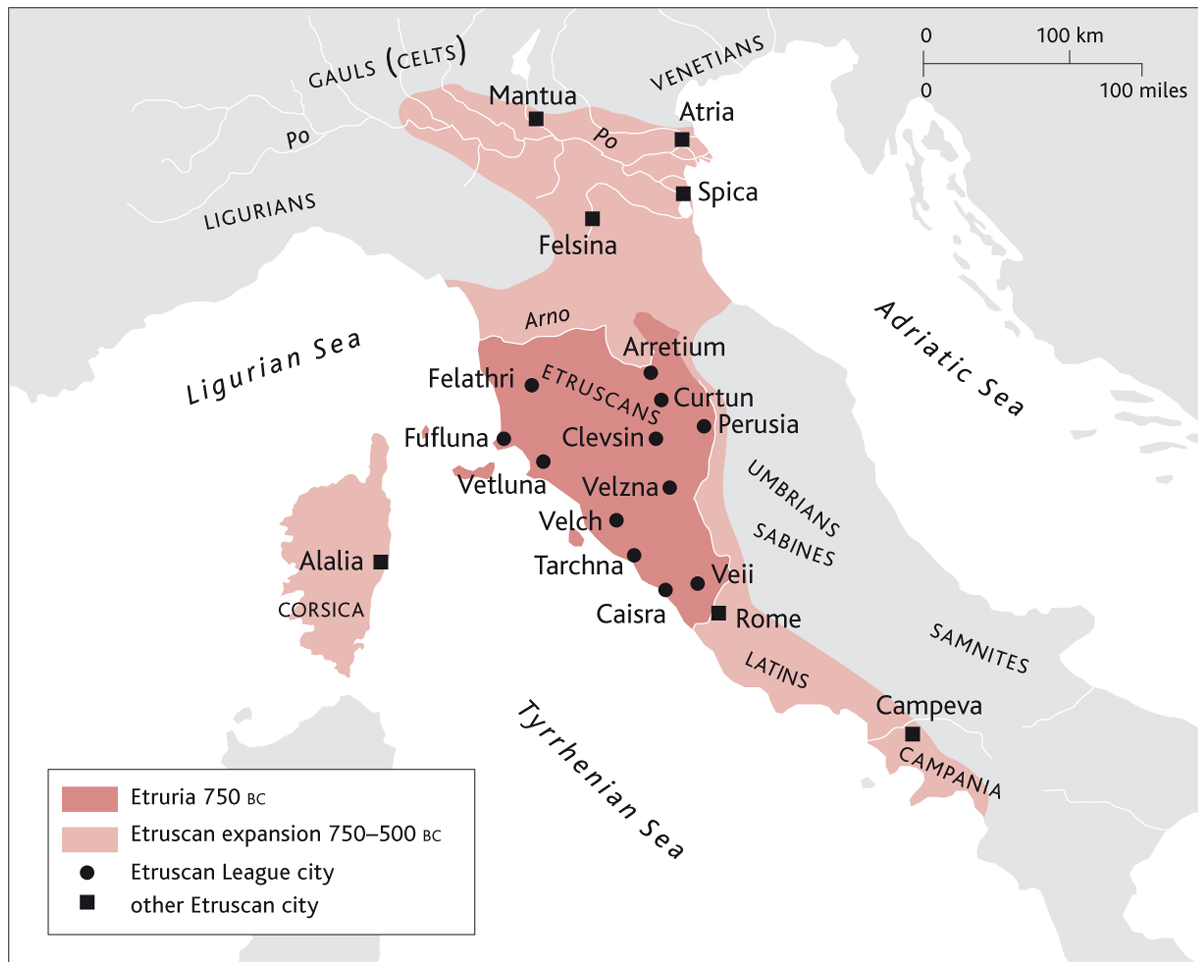 0 100 km
0 100 miles
GAULS (CELTS)
VENETIANS
Mantua
Atria
Po
Po
Spica
LIGURIANS
Felsina
Arno
Adriatic Sea
Ligurian Sea
Arretium
Felathri
ETRUSCANS
Curtun
Perusia
Fufluna
Clevsin
Vetluna
Velzna
UMBRIANS
Velch
SABINES
Alalia
Tarchna
Veii
CORSICA
Caisra
Rome
SAMNITES
LATINS
Campeva
Tyrrhenian Sea
CAMPANIA
Etruria 750 BC
Etruscan expansion 750–500 BC
Etruscan League city
other Etruscan city